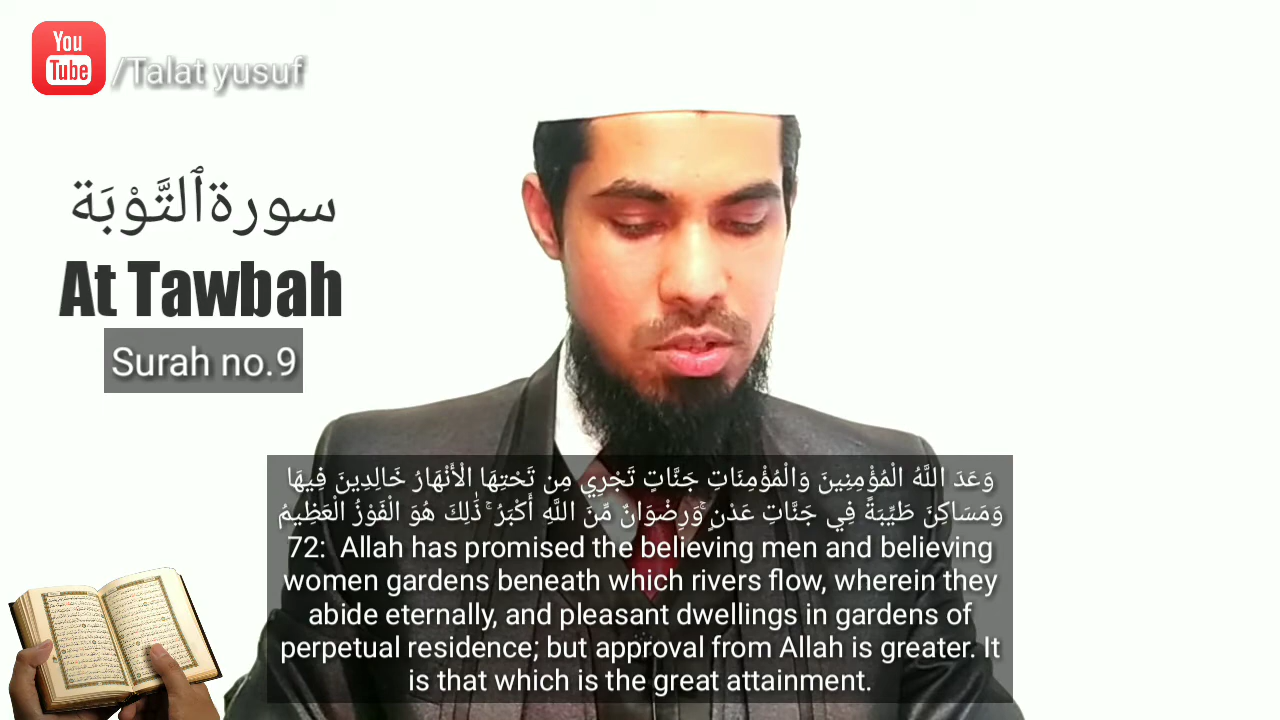 You
Tube
/Talat yusuf
سورةٱلتَّوْبَة
At Tawbah
Surah no.9
وَعَدَ اللَّهُ الْمُؤْمِنِينَ وَالْمُؤْمِنَاتِ جَنَّاتٍ تَجْرِي مِن تَحْتِهَا الْأَنْهَارُ خَالِدِينَ فِيهَا
وَمَسَاكِنَ طَيِّبَةً فِي جَنَّاتِ عَدْنٍ ۚوَرِضْوَانٌ مِّنَ اللَّهِ أَكْبَرُ ۚ ذَٰلِكَ هُوَ الْفَوْزُ الْعَظِيمُ
72: Allah has promised the believing men and believing
women gardens beneath which rivers flow, wherein they
abide eternally, and pleasant dwellings in gardens of
perpetual residence; but approval from Allah is greater. It
is that which is the great attainment.